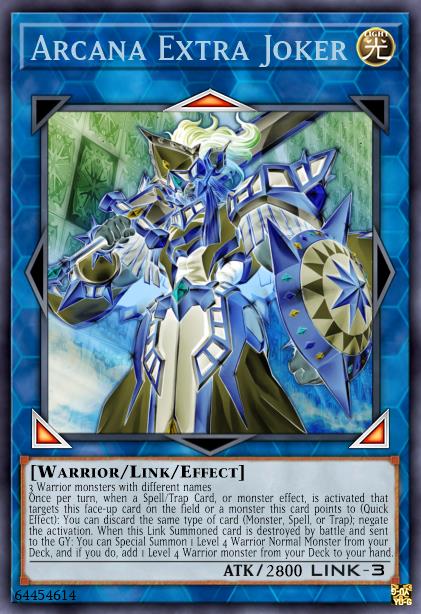 ARCANA EXTRA JOKER
LIGHT
光
[WARRIOR/LINK/EFFECT]
3 Warrior monsters with different names
Once per turn, when a Spell/Trap Card, or monster effect, is activated that
targets this face-up card on the field or a monster this card points to (Quick
Effect): You can discard the same type of card (Monster, Spell, or Trap); negate
the activation. When this Link Summoned card is destroyed by battle and sent
to the GY: You can Special Summon 1 Level 4 Warrior Normal Monster from your
Deck, and if you do, add 1 Level 4 Warrior monster from your Deck to your hand.
ATK/2800 LINK-3
64454614